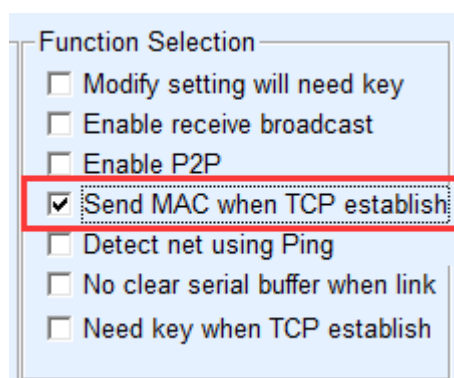 Function Selection
Modify setting will need key
Enable receive broadcast
Enable P2P
Send MAC when TCP establish
Detect net using Ping
No clear serial buffer when link
Need key when TCP establish